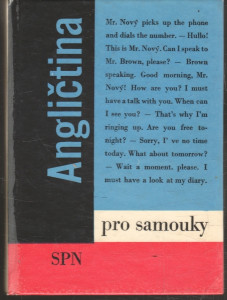 Angličtina
Mr. Nový picks up the phone
and dials the number. — Hallo!
This is Mr. Nový. Can I speak to
Mr. Brown, please? — Brown
speaking. Good morning, Mr.
Nový! How are you? I must
have a talk with you. When can
I see you? — That's why I'm
ringing up. Are you free to-
night? — Sorry, I' ve no time
today. What about tomorrow?
— Wait a moment. please. I
must have a look at my diary.
pro samouky
SPN